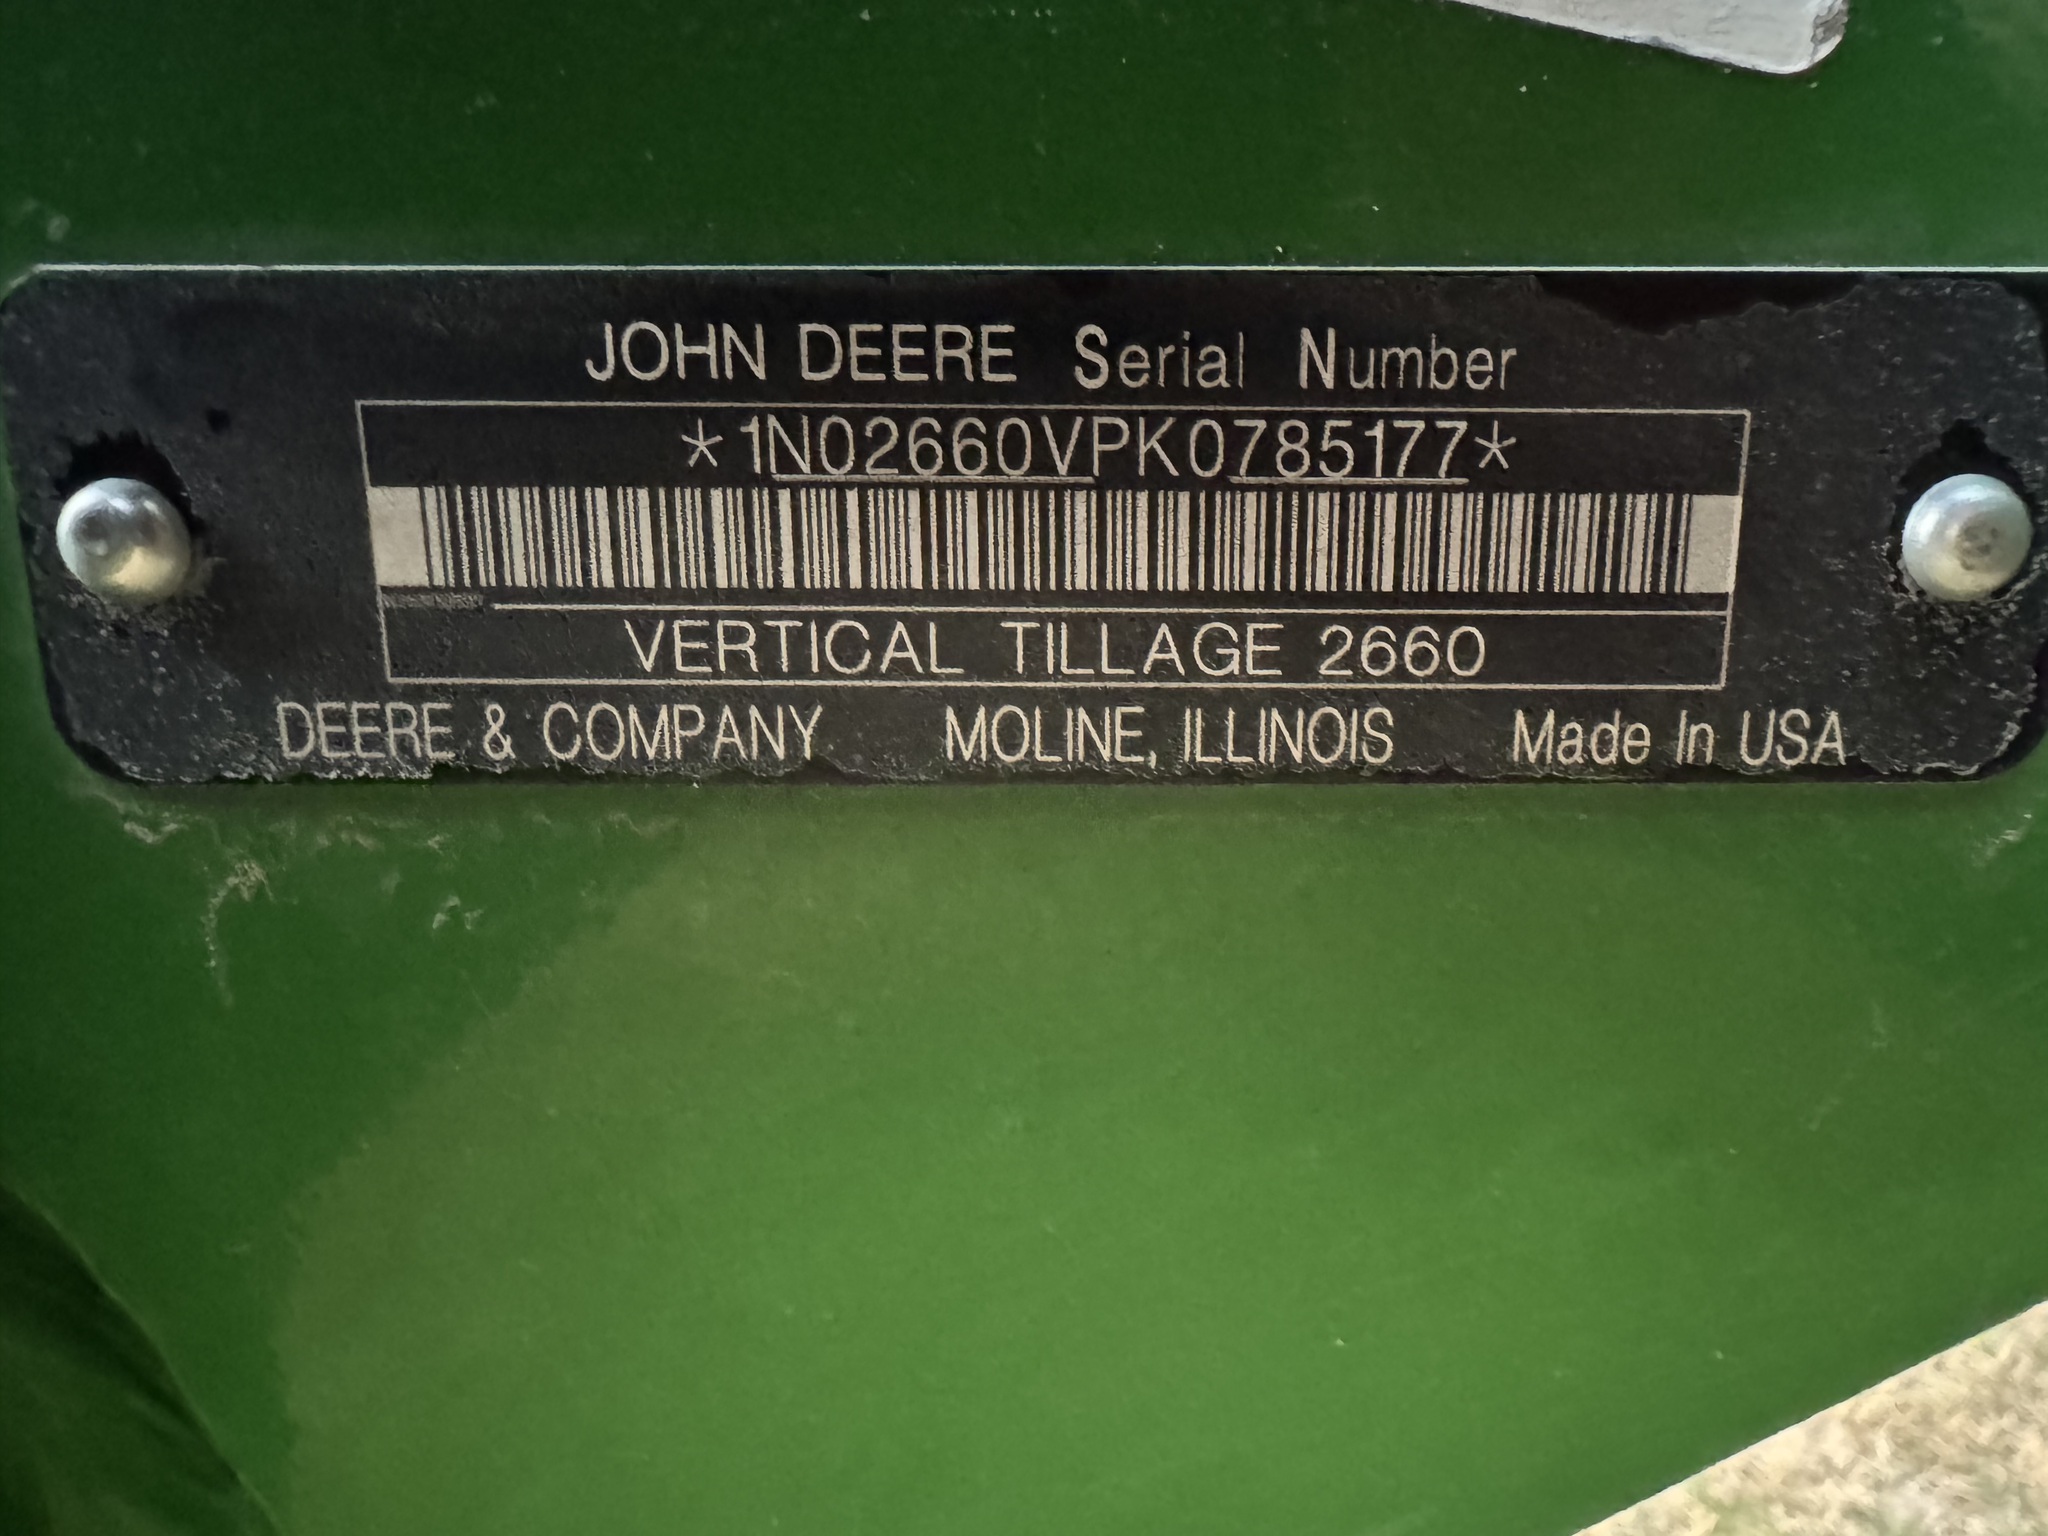 JOHN DEERE Serial Number
*1N02660VPK0785177*
VERTICAL TILLAGE 2660
DEERE & COMPANY MOLINE, ILLINOIS Made In USA